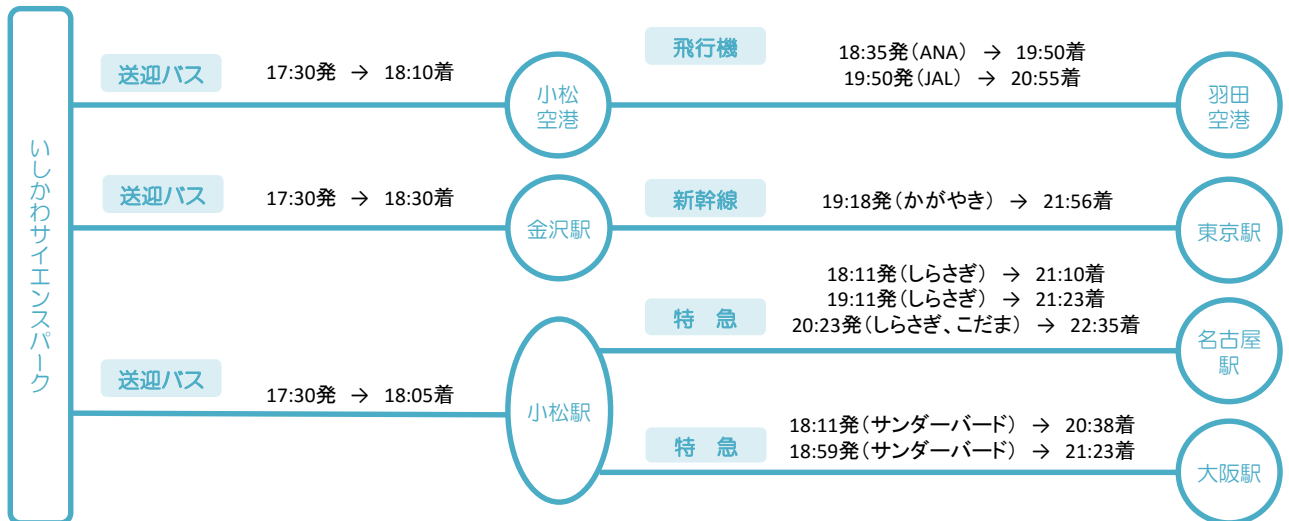 いしかわサイエンスパーク
送迎バス
17:30発 → 18:10着
小松
空港
飛行機
18:35発(ANA) → 19:50着
19:50発(JAL) → 20:55着
羽田
空港
送迎バス
17:30発 → 18:30着
金沢駅
新幹線
19:18発(かがやき) → 21:56着
東京駅
送迎バス
17:30発 → 18:05着
小松駅
特 急
18:11発(しらさぎ) → 21:10着
19:11発(しらさぎ) → 21:23着
20:23発(しらさぎ、こだま) → 22:35着
名古屋
駅
特 急
18:11発(サンダーバード) → 20:38着
18:59発(サンダーバード) → 21:23着
大阪駅